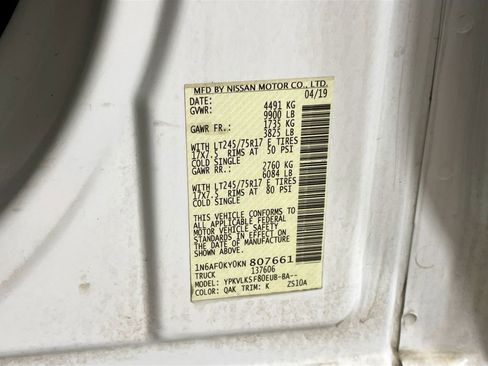 MFD BY NISSAN MOTOR CO., LTD.
DATE: 04/19
GVWR: 4491 KG
9900 LB
GAWR FR.: 1735 KG
3825 LB
WITH LT245/75R17 E TIRES
17X7.5 RIMS AT 50 PSI
COLD SINGLE
GAWR RR.: 2760 KG
6084 LB
WITH LT245/75R17 E TIRES
17X7.5 RIMS AT 80 PSI
COLD SINGLE
THIS VEHICLE CONFORMS TO
ALL APPLICABLE FEDERAL
MOTOR VEHICLE SAFETY
STANDARDS IN EFFECT ON
THE DATE OF MANUFACTURE
1N6AF0KY0KN 807661
TRUCK 137606
MODEL: YPKVLKSF80EUB-BA--
COLOR: QAK TRIM: K ZS10A